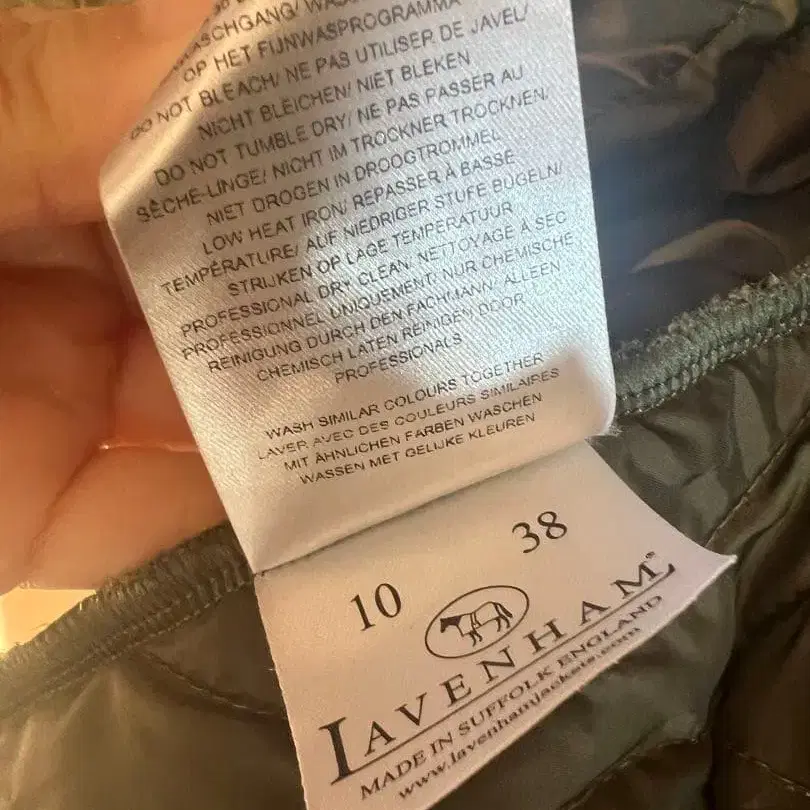 OP HET FIJNWASPROGRAMMA
DO NOT BLEACH/ NE PAS UTILISER DE JAVEL/
NICHT BLEICHEN/ NIET BLEKEN
DO NOT TUMBLE DRY/ NE PAS PASSER AU
SÈCHE-LINGE/ NICHT IM TROCKNER TROCKNEN/
NIET DROGEN IN DROOGTROMMEL
LOW HEAT IRON/ REPASSER À BASSE
TEMPÉRATURE/ AUF NIEDRIGER STUFE BÜGELN/
STRIJKEN OP LAGE TEMPERATUUR
PROFESSIONAL DRY CLEAN: NETTOYAGE À SEC
PROFESSIONNEL UNIQUEMENT: NUR CHEMISCHE
REINIGUNG DURCH DEN FACHMANN/ ALLEEN
CHEMISCH LATEN REINIGEN DOOR
PROFESSIONALS
WASH SIMILAR COLOURS TOGETHER
LAVER AVEC DES COULEURS SIMILAIRES
MIT ÄHNLICHEN FARBEN WASCHEN
WASSEN MET GELIJKE KLEUREN
10 38
LAVENHAM™
MADE IN SUFFOLK ENGLAND
www.lavenhamjackets.com